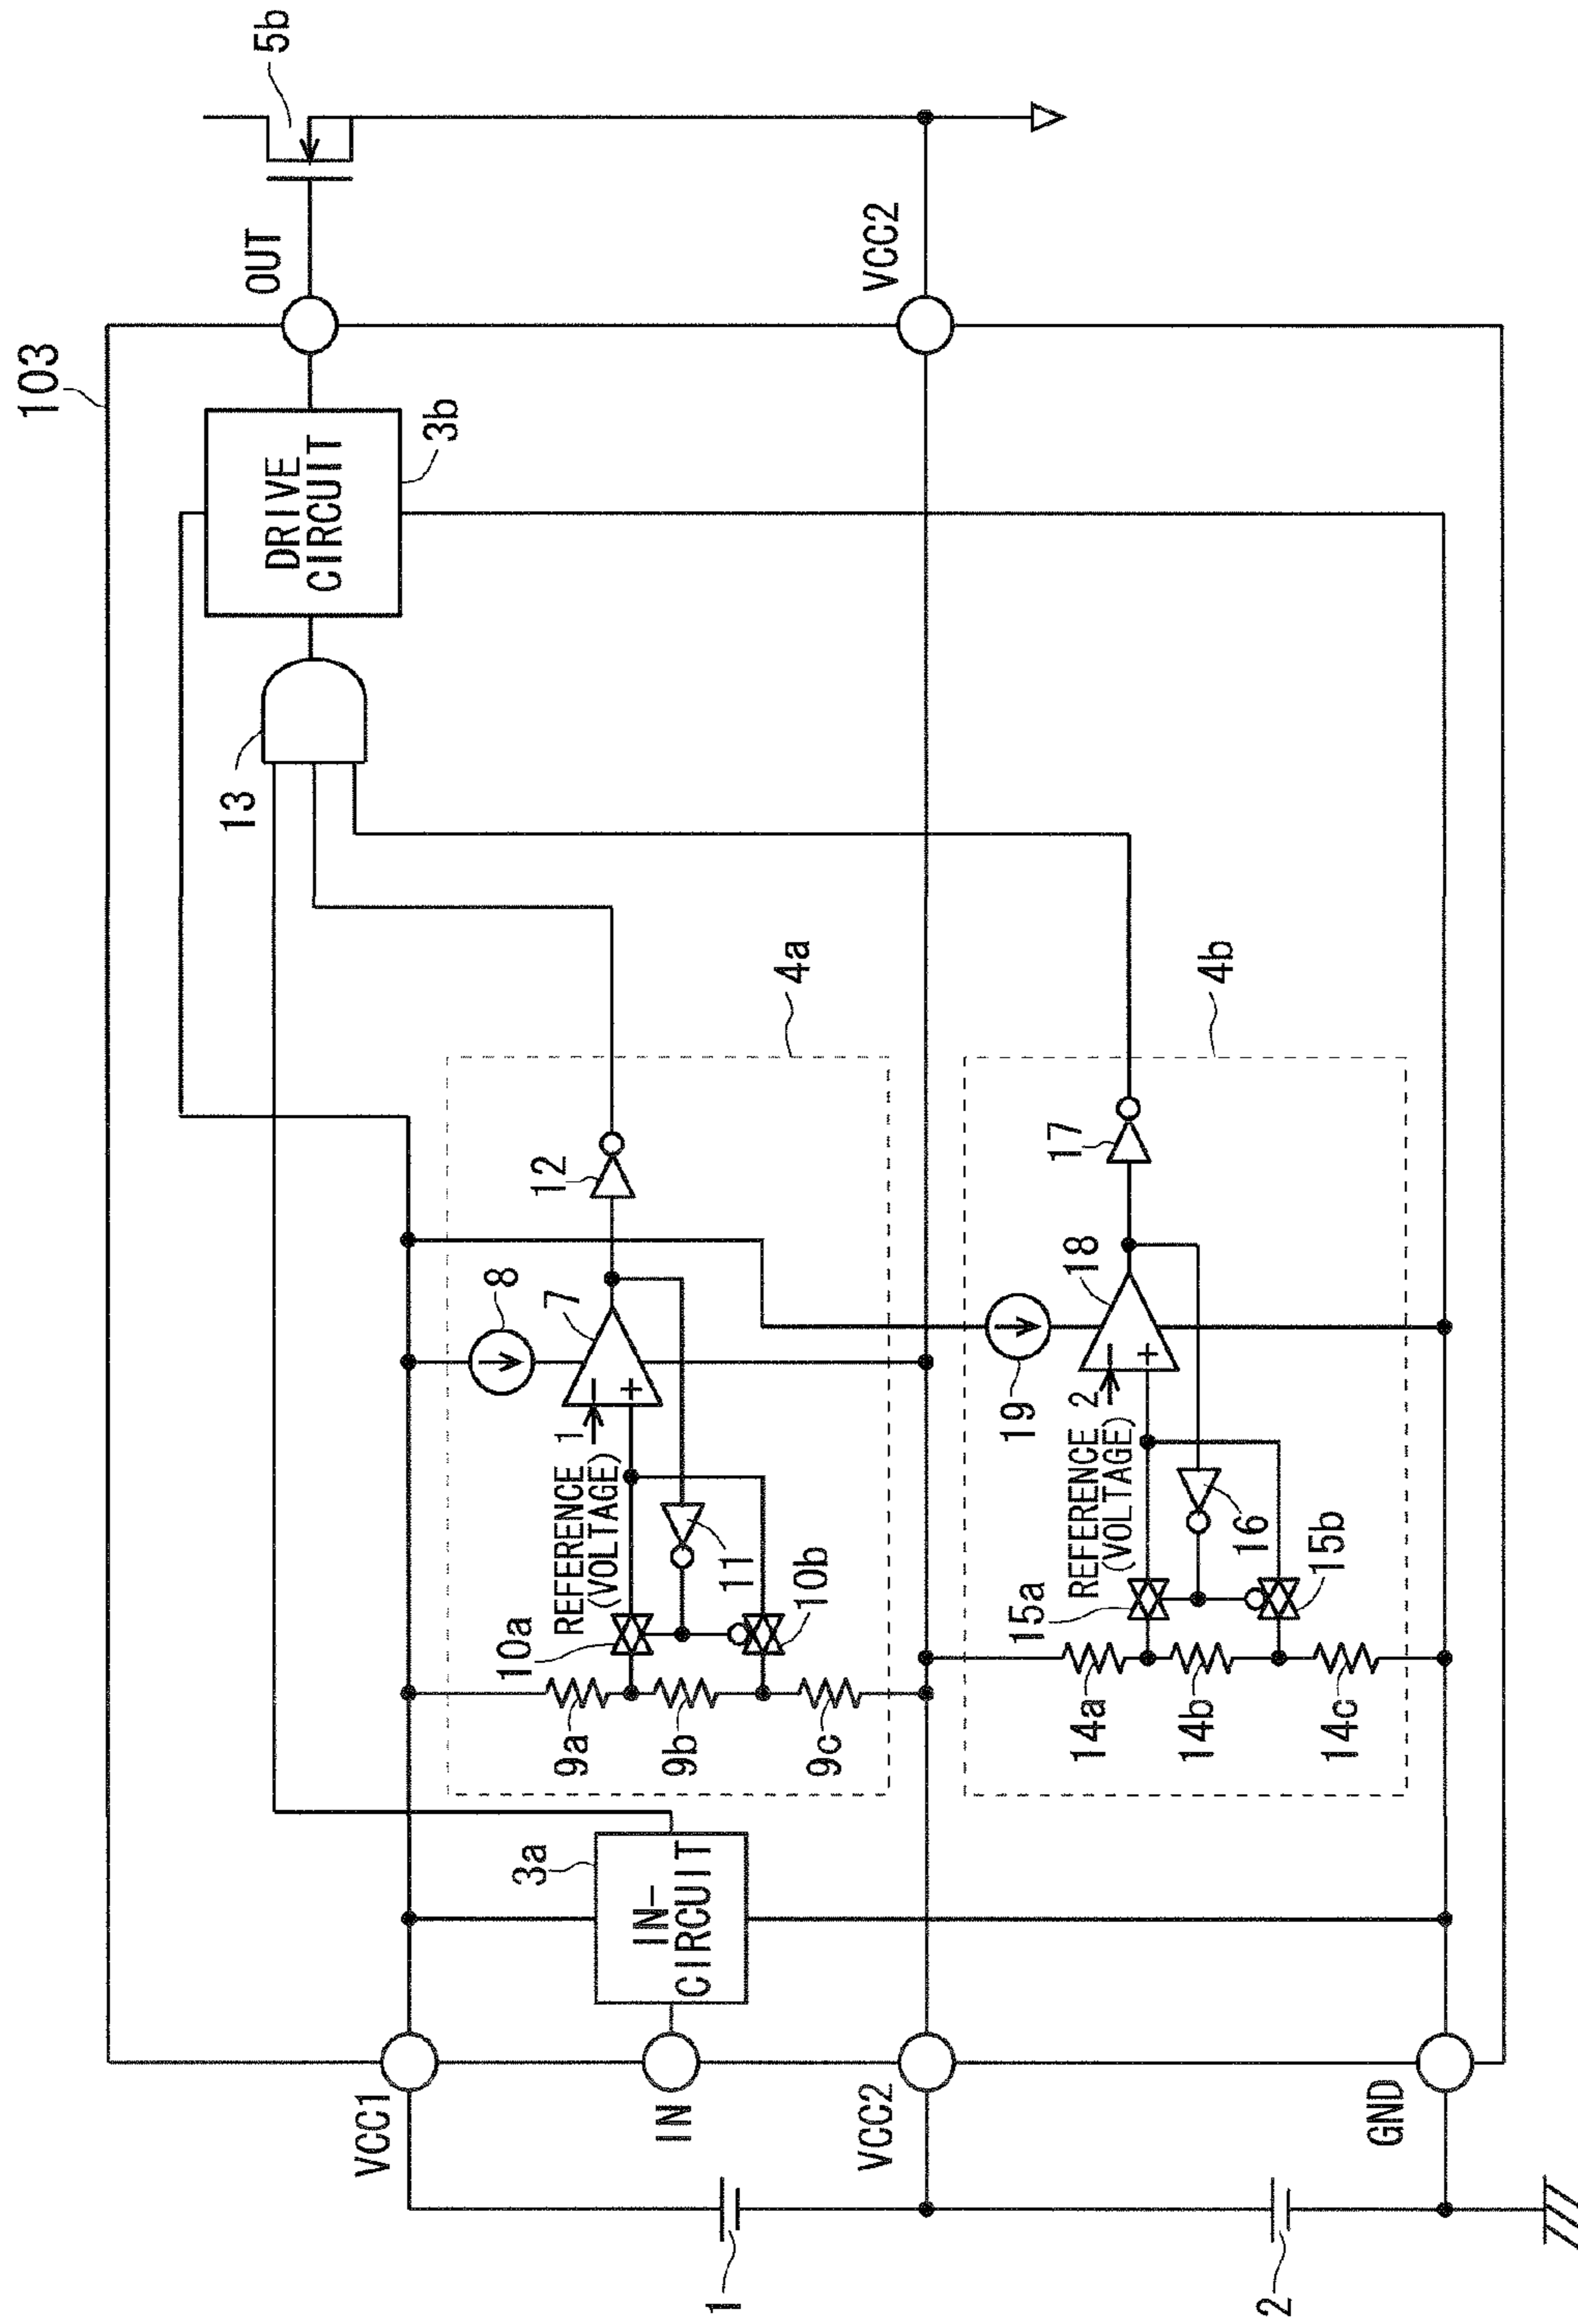 103
5b
OUT
DRIVE
CIRCUIT
3b
13
VCC2
4a
4b
12
17
8
7
18
19
REFERENCE 1
(VOLTAGE)
REFERENCE 2
(VOLTAGE)
11
16
10a
10b
15a
15b
9a
9b
9c
14a
14b
14c
3a
IN-
CIRCUIT
VCC1
IN
VCC2
GND
1
2